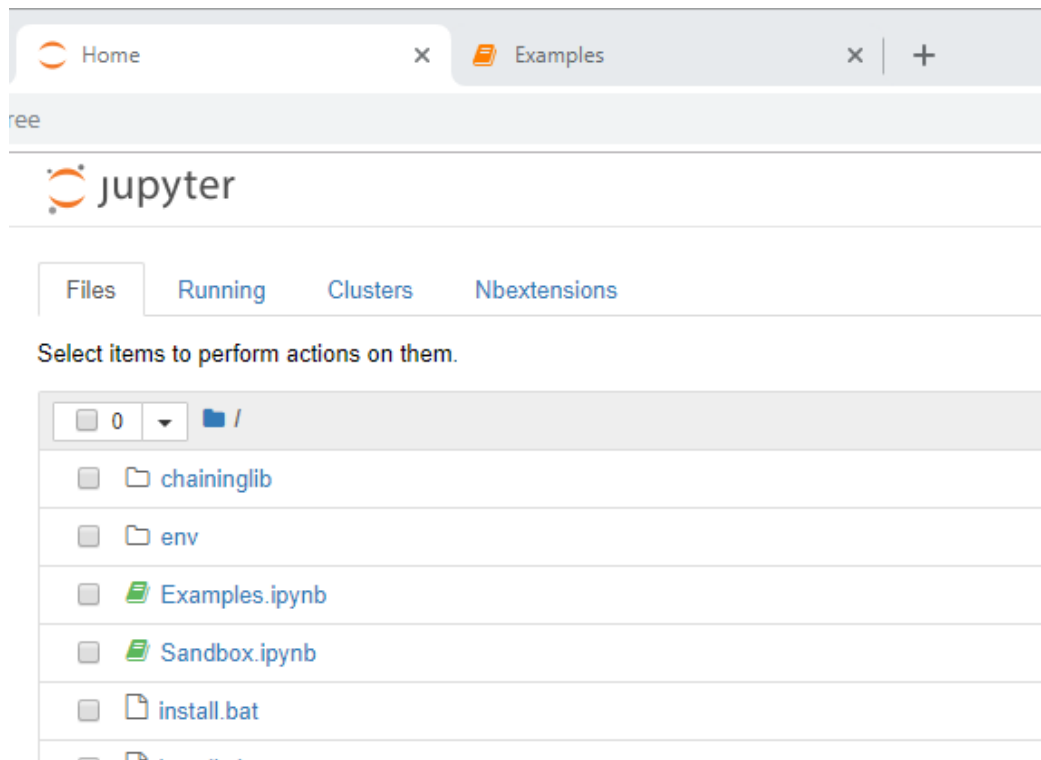 Home Examples
ree
jupyter
Files Running Clusters Nbextensions
Select items to perform actions on them.
0 /
chaininglib
env
Examples.ipynb
Sandbox.ipynb
install.bat